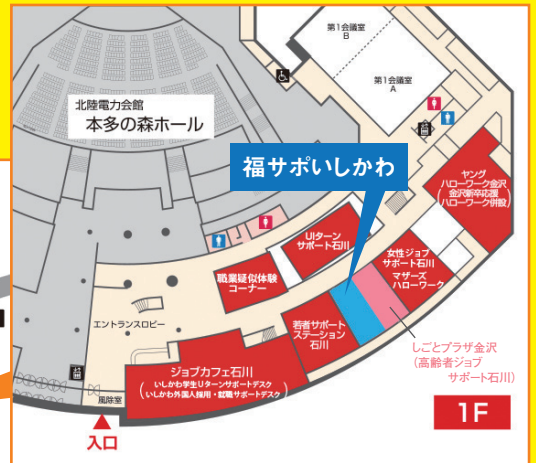 第1会議室
B
第1会議室
A
北陸電力会館
本多の森ホール
福サポいしかわ
ヤング
ハローワーク金沢
(金沢新卒応援
ハローワーク併設)
UIターン
サポート石川
女性ジョブ
サポート石川
マザーズ
ハローワーク
職業疑似体験
コーナー
エントランスロビー
若者サポート
ステーション
石川
しごとプラザ金沢
(高齢者ジョブ
サポート石川)
ジョブカフェ石川
(いしかわ学生Uターンサポートデスク
いしかわ外国人採用・就職サポートデスク)
風除室
入口
1F